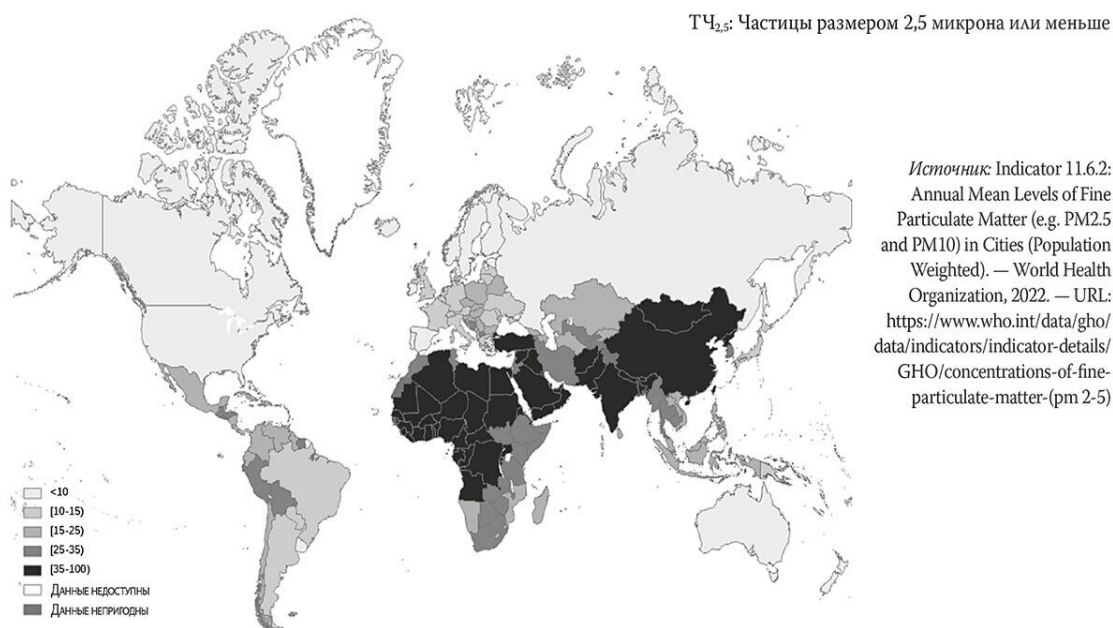 ТЧ2,5: Частицы размером 2,5 микрона или меньше
Источник: Indicator 11.6.2:
Annual Mean Levels of Fine
Particulate Matter (e.g. PM2.5
and PM10) in Cities (Population
Weighted). — World Health
Organization, 2022. — URL:
https://www.who.int/data/gho/
data/indicators/indicator-details/
GHO/concentrations-of-fine-
particulate-matter-(pm 2-5)
<10
[10-15)
[15-25)
[25-35)
[35-100)
Данные недоступны
Данные непригодны